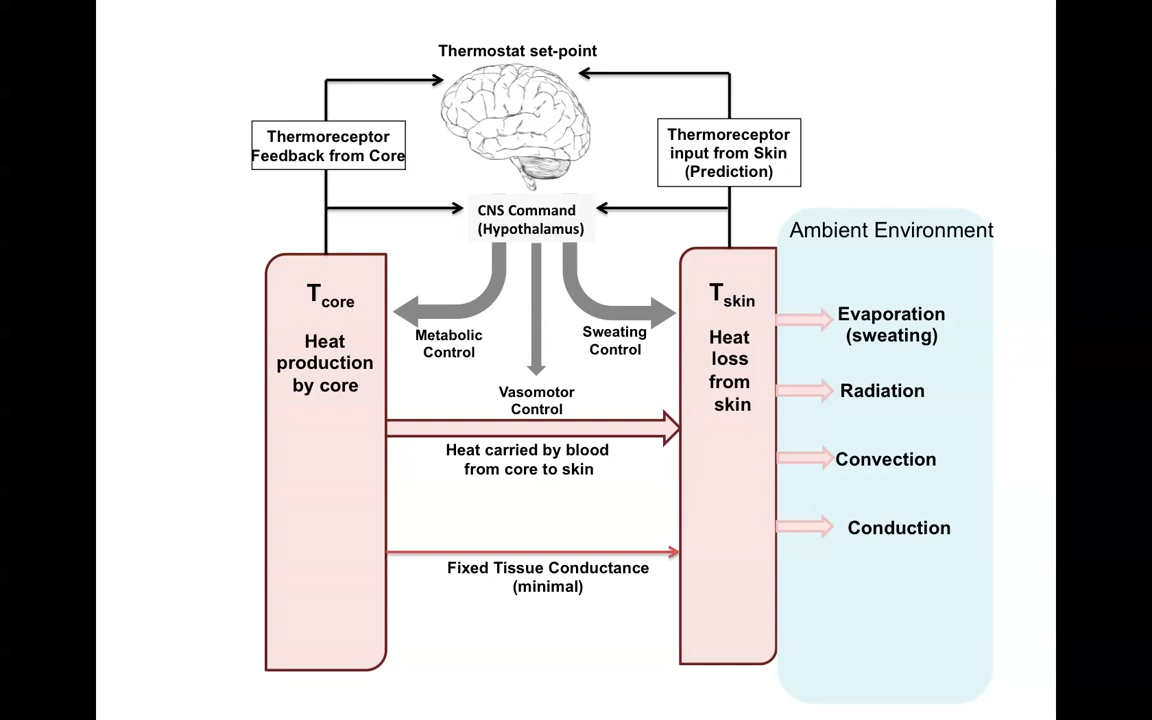 Thermostat set-point
Thermoreceptor
Feedback from Core
Thermoreceptor
input from Skin
(Prediction)
CNS Command
(Hypothalamus)
Ambient Environment
Tcore
Heat
production
by core
Metabolic
Control
Sweating
Control
Vasomotor
Control
Heat carried by blood
from core to skin
Fixed Tissue Conductance
(minimal)
Tskin
Heat
loss
from
skin
Evaporation
(sweating)
Radiation
Convection
Conduction